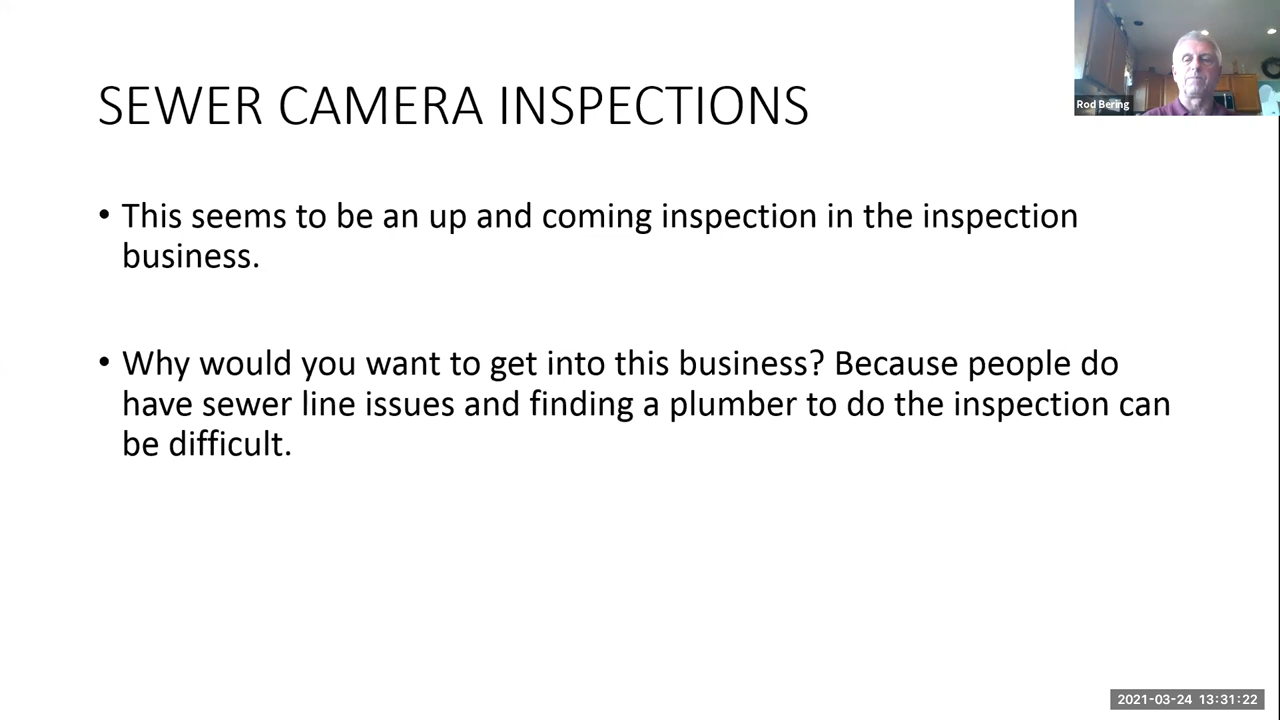 SEWER CAMERA INSPECTIONS
Rod Bering
• This seems to be an up and coming inspection in the inspection
business.
• Why would you want to get into this business? Because people do
have sewer line issues and finding a plumber to do the inspection can
be difficult.
2021-03-24 13:31:22